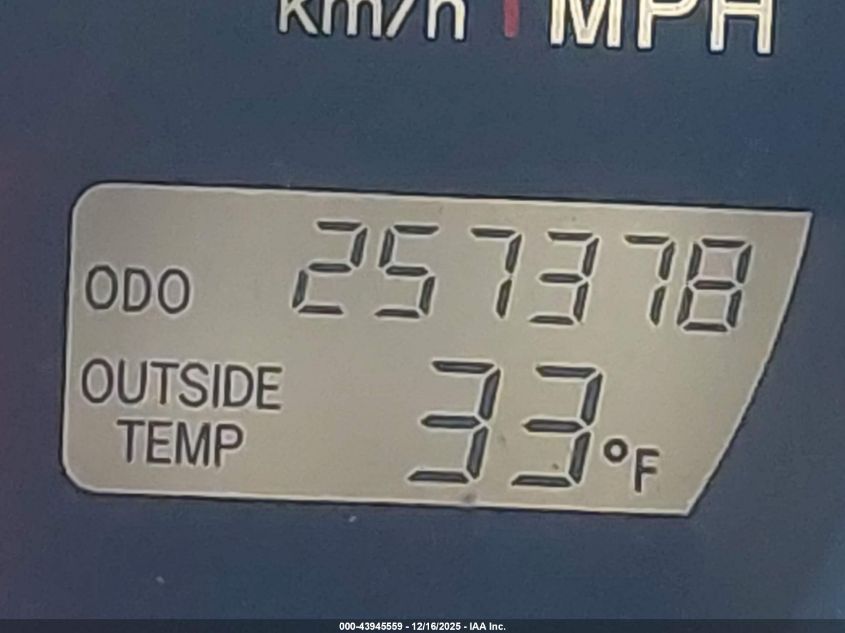 km/h MPH
ODO 257378
OUTSIDE
TEMP 33°F
000-43945559 - 12/16/2025 - IAA Inc.